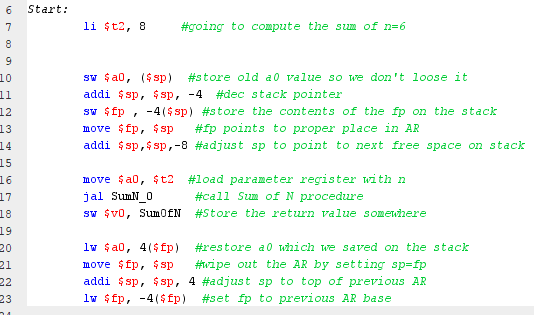 6 Start:
7 li $t2, 8 #going to compute the sum of n=6
8
9
10 sw $a0, ($sp) #store old a0 value so we don't loose it
11 addi $sp, $sp, -4 #dec stack pointer
12 sw $fp , -4($sp) #store the contents of the fp on the stack
13 move $fp, $sp #fp points to proper place in AR
14 addi $sp,$sp,-8 #adjust sp to point to next free space on stack
15
16 move $a0, $t2 #load parameter register with n
17 jal SumN_0 #call Sum of N procedure
18 sw $v0, SumOfN #Store the return value somewhere
19
20 lw $a0, 4($fp) #restore a0 which we saved on the stack
21 move $fp, $sp #wipe out the AR by setting sp=fp
22 addi $sp, $sp, 4 #adjust sp to top of previous AR
23 lw $fp, -4($fp) #set fp to previous AR base